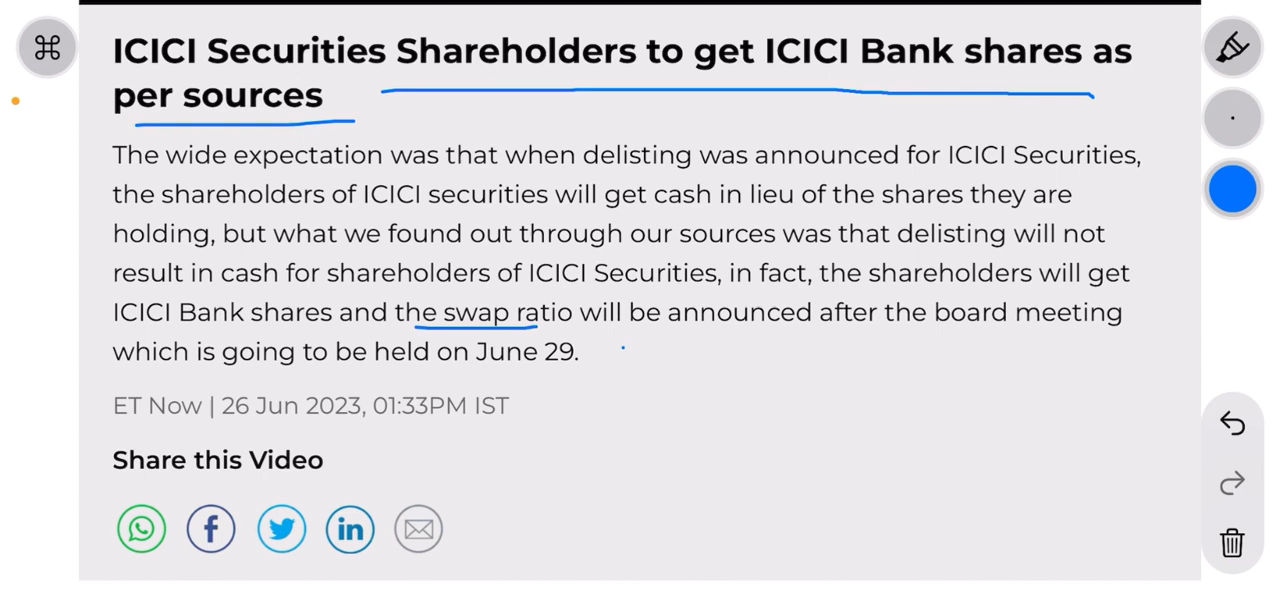 ICICI Securities Shareholders to get ICICI Bank shares as
per sources
The wide expectation was that when delisting was announced for ICICI Securities,
the shareholders of ICICI securities will get cash in lieu of the shares they are
holding, but what we found out through our sources was that delisting will not
result in cash for shareholders of ICICI Securities, in fact, the shareholders will get
ICICI Bank shares and the swap ratio will be announced after the board meeting
which is going to be held on June 29.
ET Now | 26 Jun 2023, 01:33PM IST
Share this Video